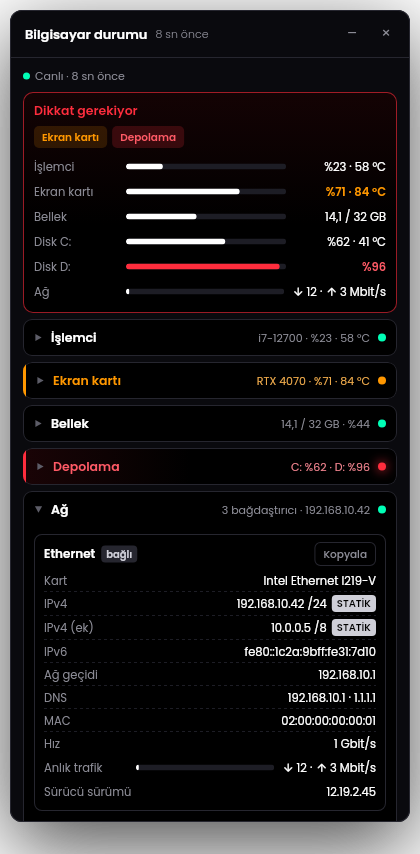 Bilgisayar durumu 8 sn önce
Canlı · 8 sn önce
Dikkat gerekiyor
Ekran kartı Depolama
İşlemci %23 · 58 °C
Ekran kartı %71 · 84 °C
Bellek 14,1 / 32 GB
Disk C: %62 · 41 °C
Disk D: %96
Ağ ↓ 12 · ↑ 3 Mbit/s
İşlemci i7-12700 · %23 · 58 °C
Ekran kartı RTX 4070 · %71 · 84 °C
Bellek 14,1 / 32 GB · %44
Depolama C: %62 · D: %96
Ağ 3 bağdaştırıcı · 192.168.10.42
Ethernet bağlı Kopyala
Kart Intel Ethernet I219-V
IPv4 192.168.10.42 /24 STATİK
IPv4 (ek) 10.0.0.5 /8 STATİK
IPv6 fe80::1c2a:9bff:fe31:7d10
Ağ geçidi 192.168.10.1
DNS 192.168.10.1 · 1.1.1.1
MAC 02:00:00:00:00:01
Hız 1 Gbit/s
Anlık trafik ↓ 12 · ↑ 3 Mbit/s
Sürücü sürümü 12.19.2.45